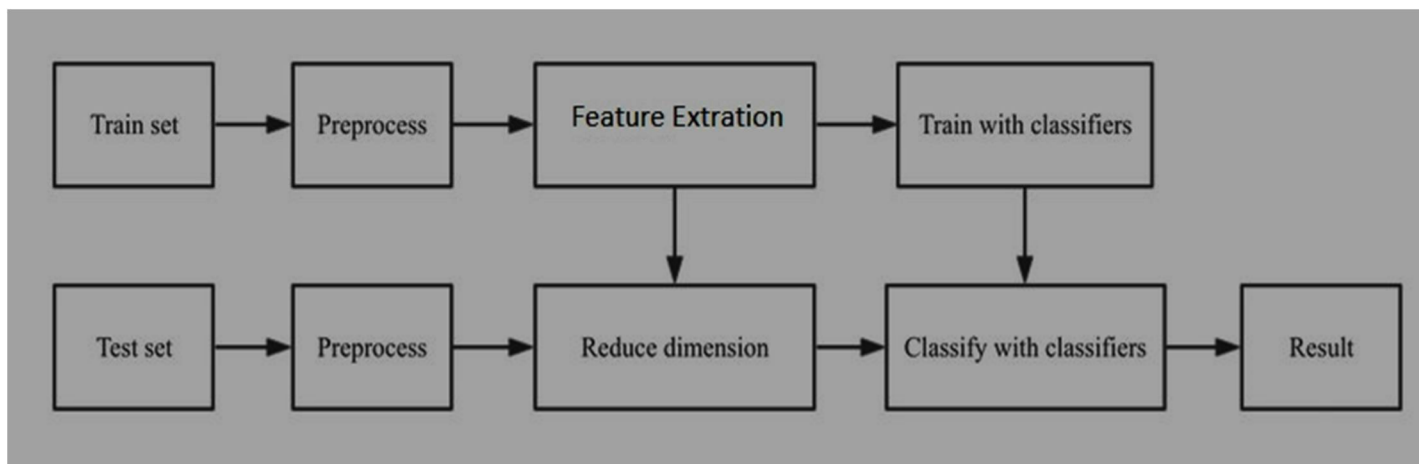 Train set
Preprocess
Feature Extration
Train with classifiers
Test set
Preprocess
Reduce dimension
Classify with classifiers
Result